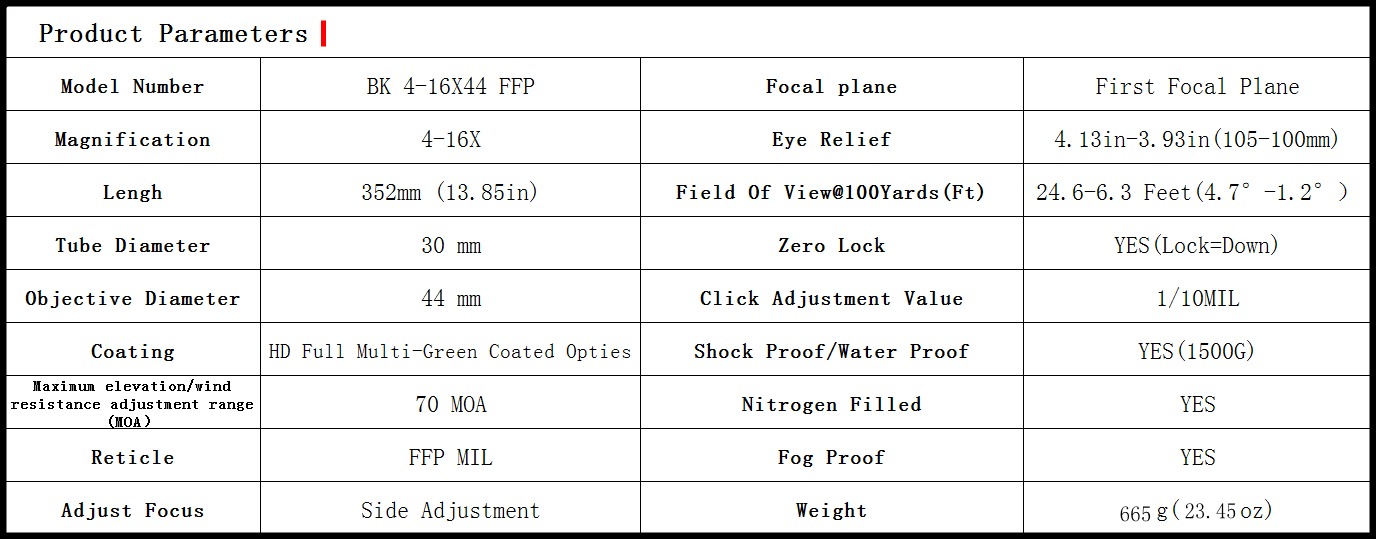 Product Parameters
Model Number BK 4-16X44 FFP Focal plane First Focal Plane
Magnification 4-16X Eye Relief 4.13in-3.93in(105-100mm)
Lengh 352mm (13.85in) Field Of View@100Yards(Ft) 24.6-6.3 Feet(4.7°-1.2°)
Tube Diameter 30 mm Zero Lock YES(Lock=Down)
Objective Diameter 44 mm Click Adjustment Value 1/10MIL
Coating HD Full Multi-Green Coated Opties Shock Proof/Water Proof YES(1500G)
Maximum elevation/wind
resistance adjustment range
(MOA) 70 MOA Nitrogen Filled YES
Reticle FFP MIL Fog Proof YES
Adjust Focus Side Adjustment Weight 665g(23.45oz)